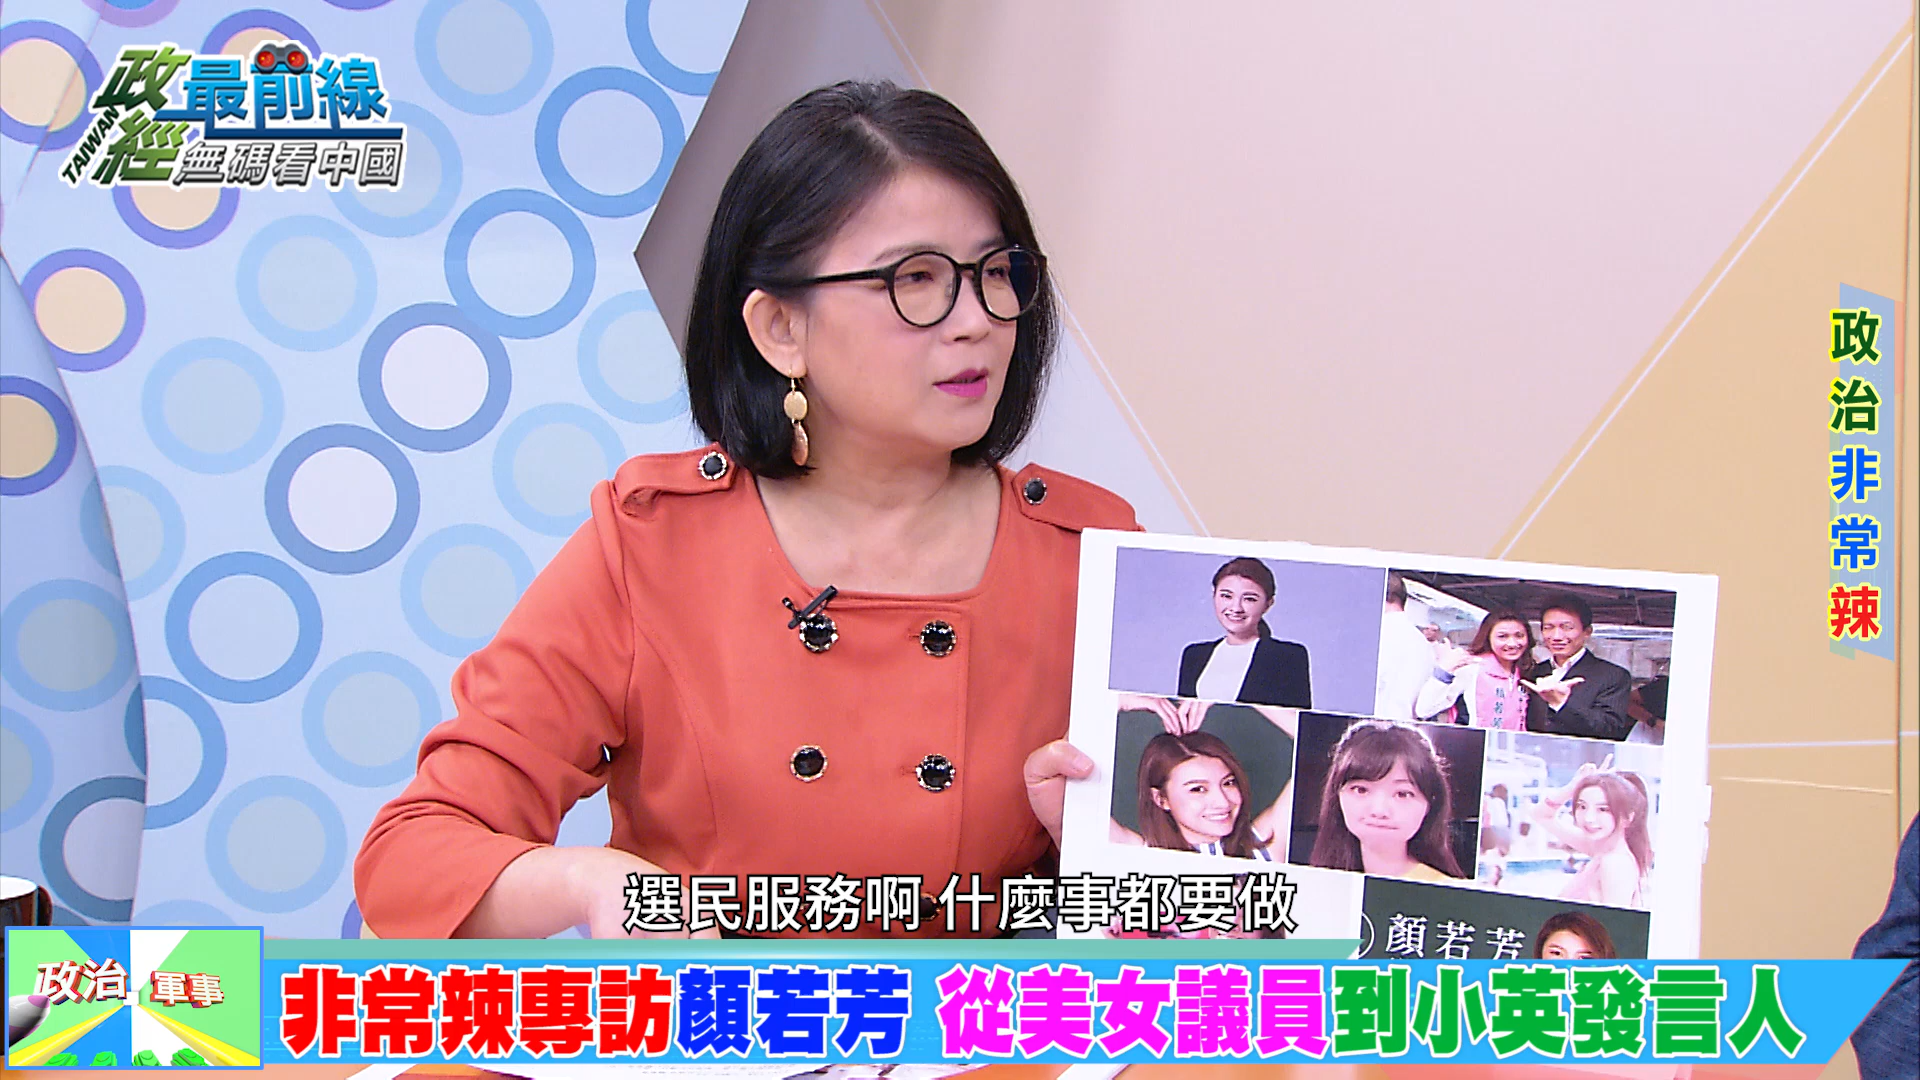 政經最前線
TAIWAN
無碼看中國
政治非常辣
顏若芳
選民服務啊 什麼事都要做
政治.軍事
非常辣專訪顏若芳 從美女議員到小英發言人